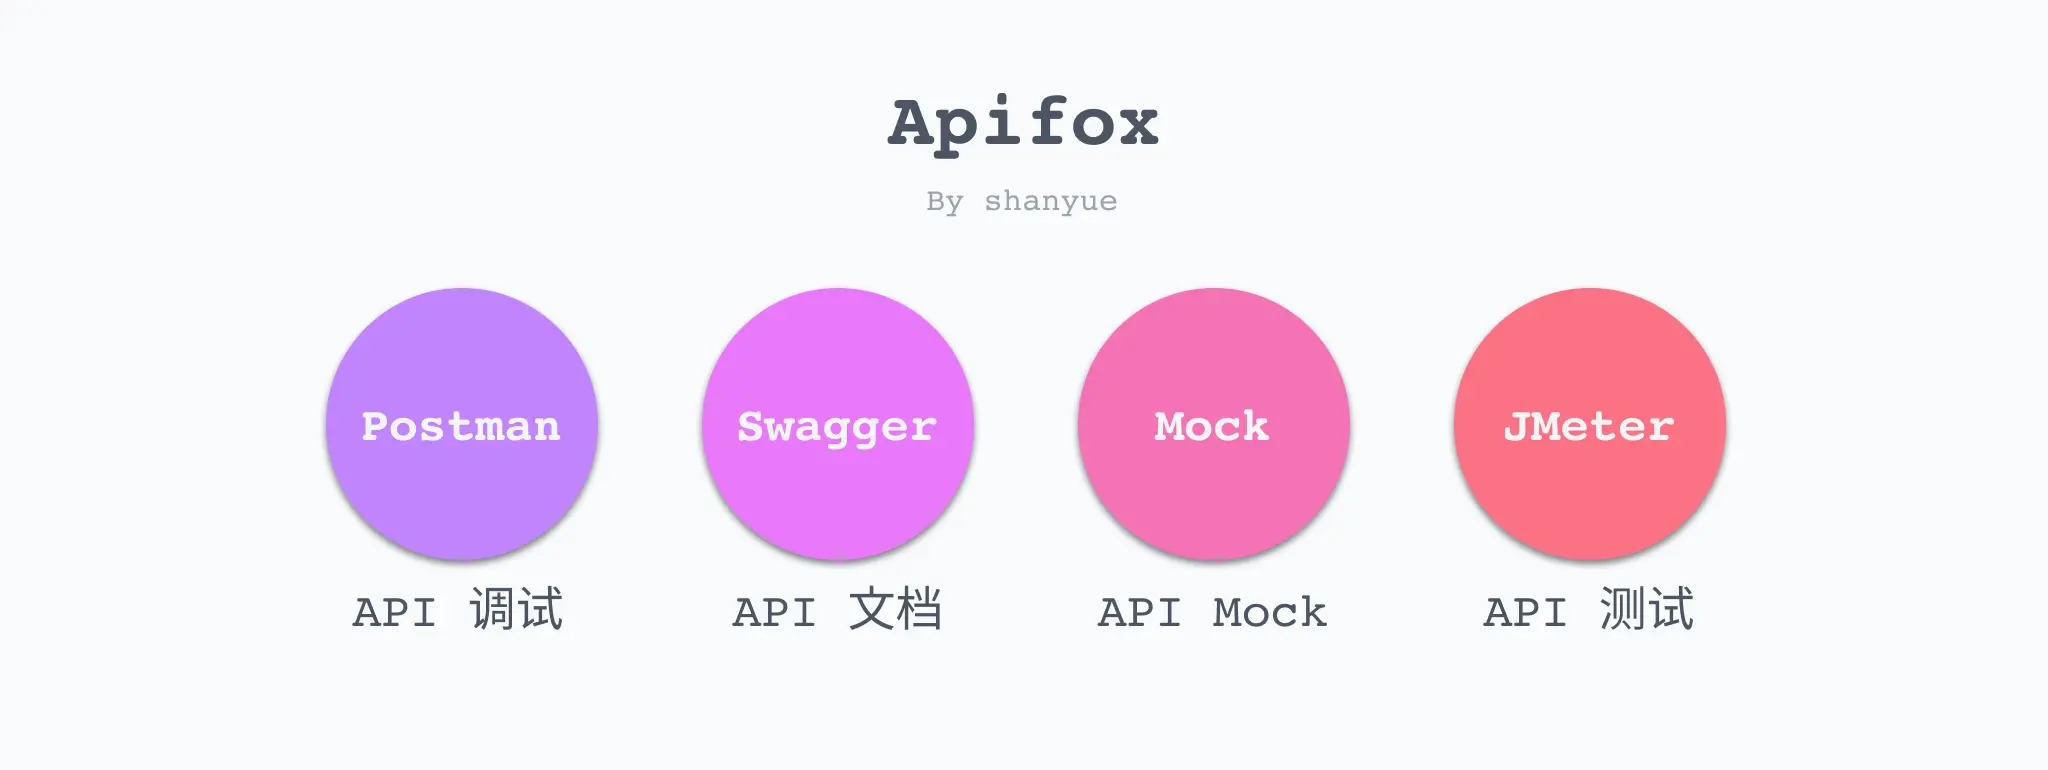 Apifox
By shanyue
Postman
Swagger
Mock
JMeter
API 调试
API 文档
API Mock
API 测试